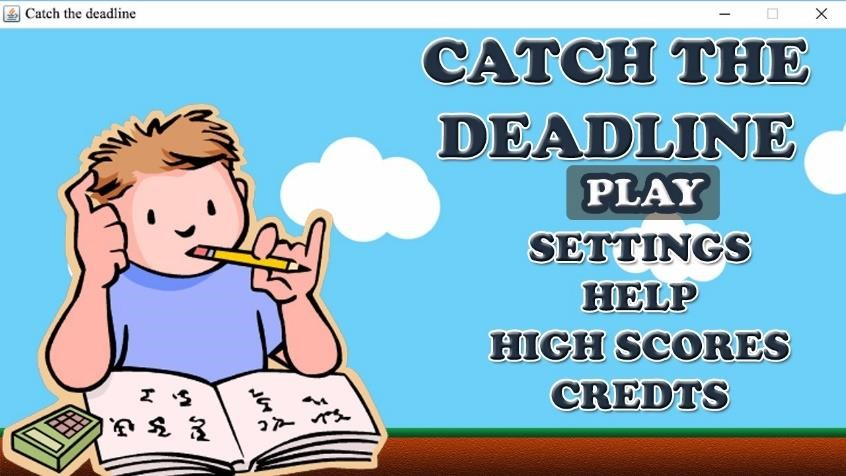 Catch the deadline
CATCH THE
DEADLINE
PLAY
SETTINGS
HELP
HIGH SCORES
CREDTS